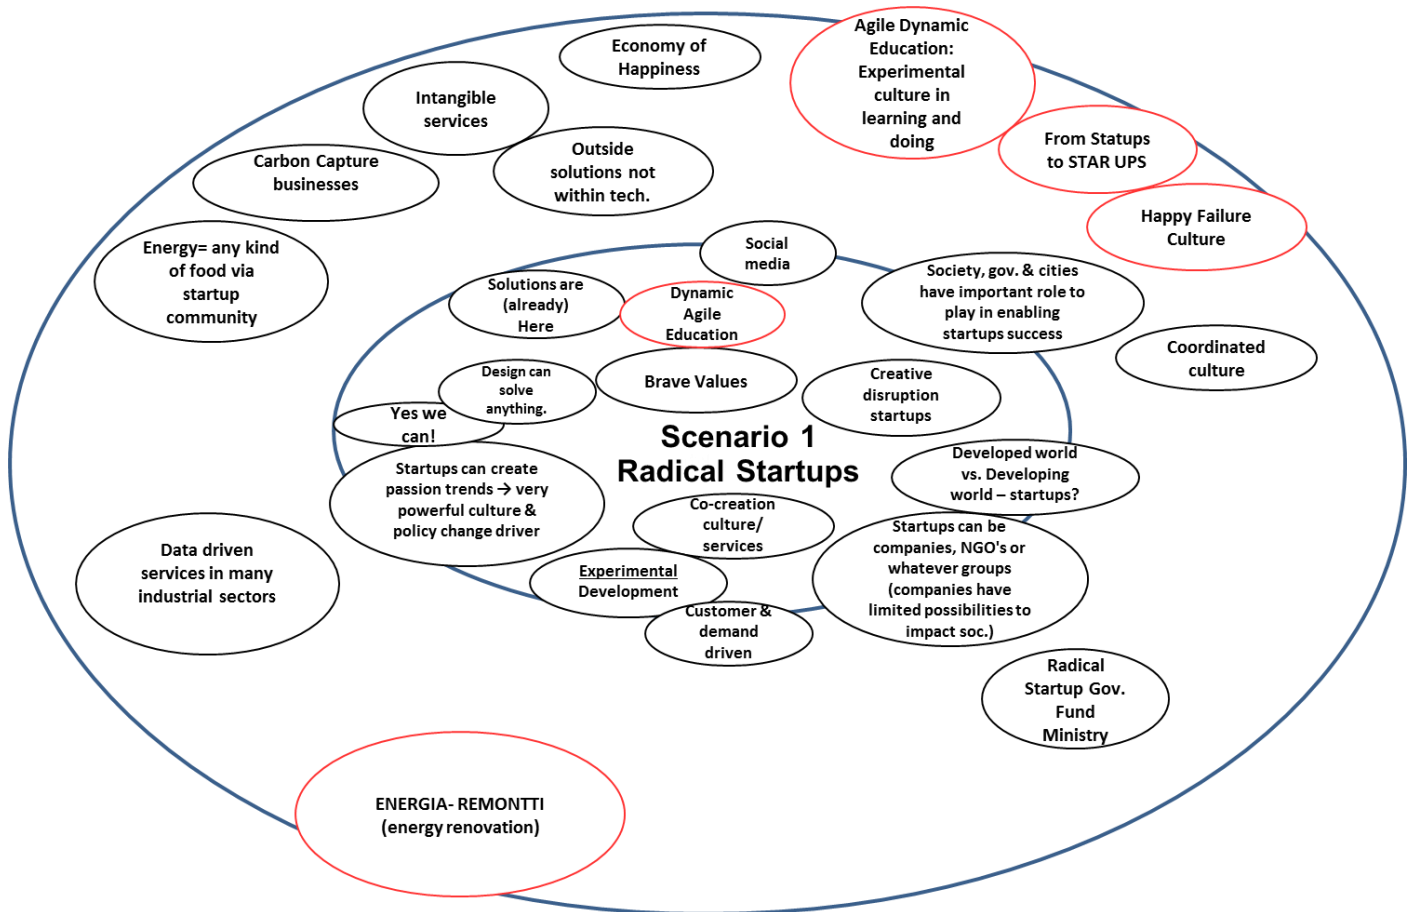 Economy of
Happiness
Agile Dynamic
Education:
Experimental
culture in
learning and
doing
Intangible
services
From Statups
to STAR UPS
Outside
solutions not
within tech.
Carbon Capture
businesses
Happy Failure
Culture
Energy= any kind
of food via
startup
community
Social
media
Society, gov. & cities
have important role to
play in enabling
startups success
Solutions are
(already)
Here
Dynamic
Agile
Education
Coordinated
culture
Design can
solve
anything.
Brave Values
Creative
disruption
startups
Yes we
can!
Scenario 1
Radical Startups
Developed world
vs. Developing
world – startups?
Startups can create
passion trends → very
powerful culture &
policy change driver
Co-creation
culture/
services
Startups can be
companies, NGO's or
whatever groups
(companies have
limited possibilities to
impact soc.)
Data driven
services in many
industrial sectors
Experimental
Development
Customer &
demand
driven
Radical
Startup Gov.
Fund
Ministry
ENERGIA- REMONTTI
(energy renovation)